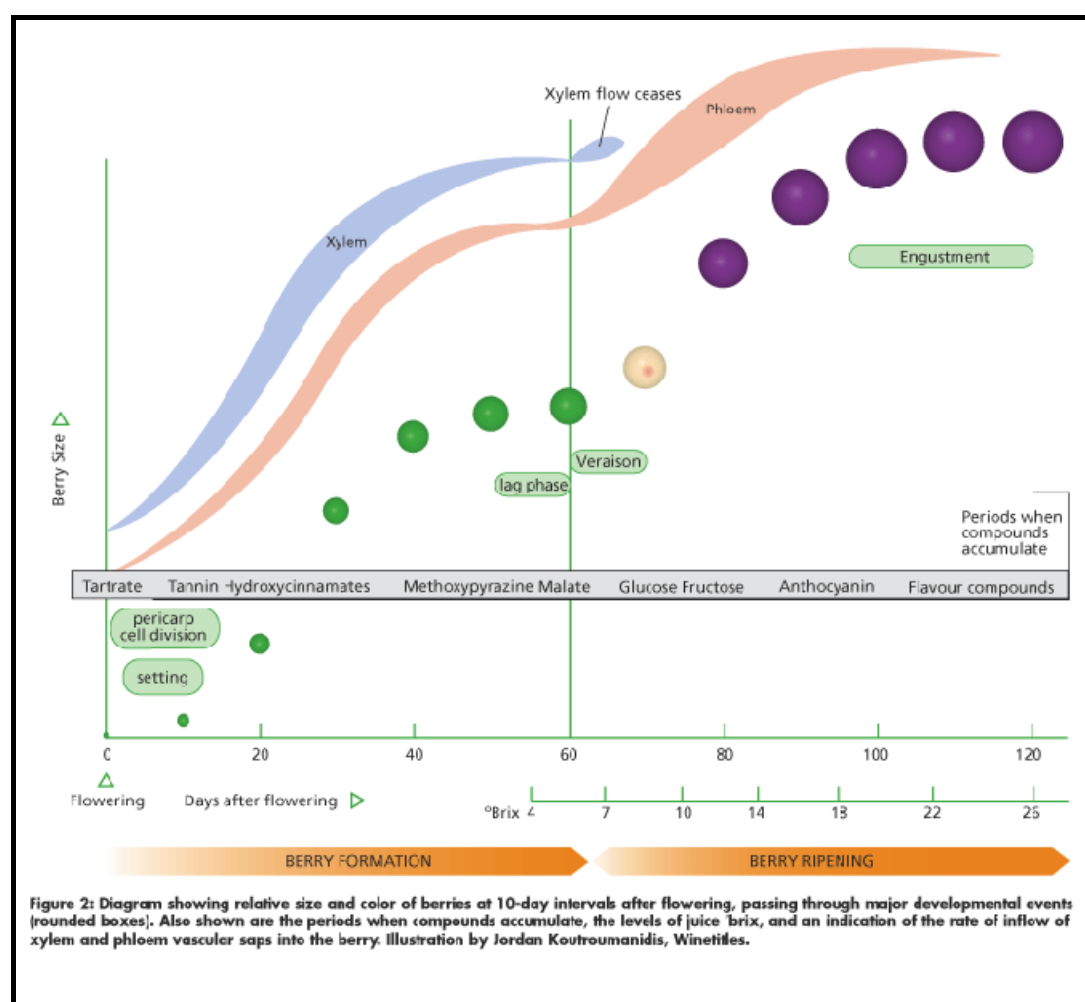 Xylem flow ceases
Phloem
Xylem
Engustment
Berry Size
Veraison
lag phase
Periods when
compounds
accumulate
Tartrate Tannin Hydroxycinnamates Methoxypyrazine Malate Glucose Fructose Anthocyanin Flavour compounds
pericarp
cell division
setting
0 20 40 60 80 100 120
Flowering Days after flowering
°Brix 4 7 10 14 18 22 26
BERRY FORMATION BERRY RIPENING
Figure 2: Diagram showing relative size and color of berries at 10-day intervals after flowering, passing through major developmental events
(rounded boxes). Also shown are the periods when compounds accumulate, the levels of juice °brix, and an indication of the rate of inflow of
xylem and phloem vascular saps into the berry. Illustration by Jordan Koutroumanidis, Winetitles.